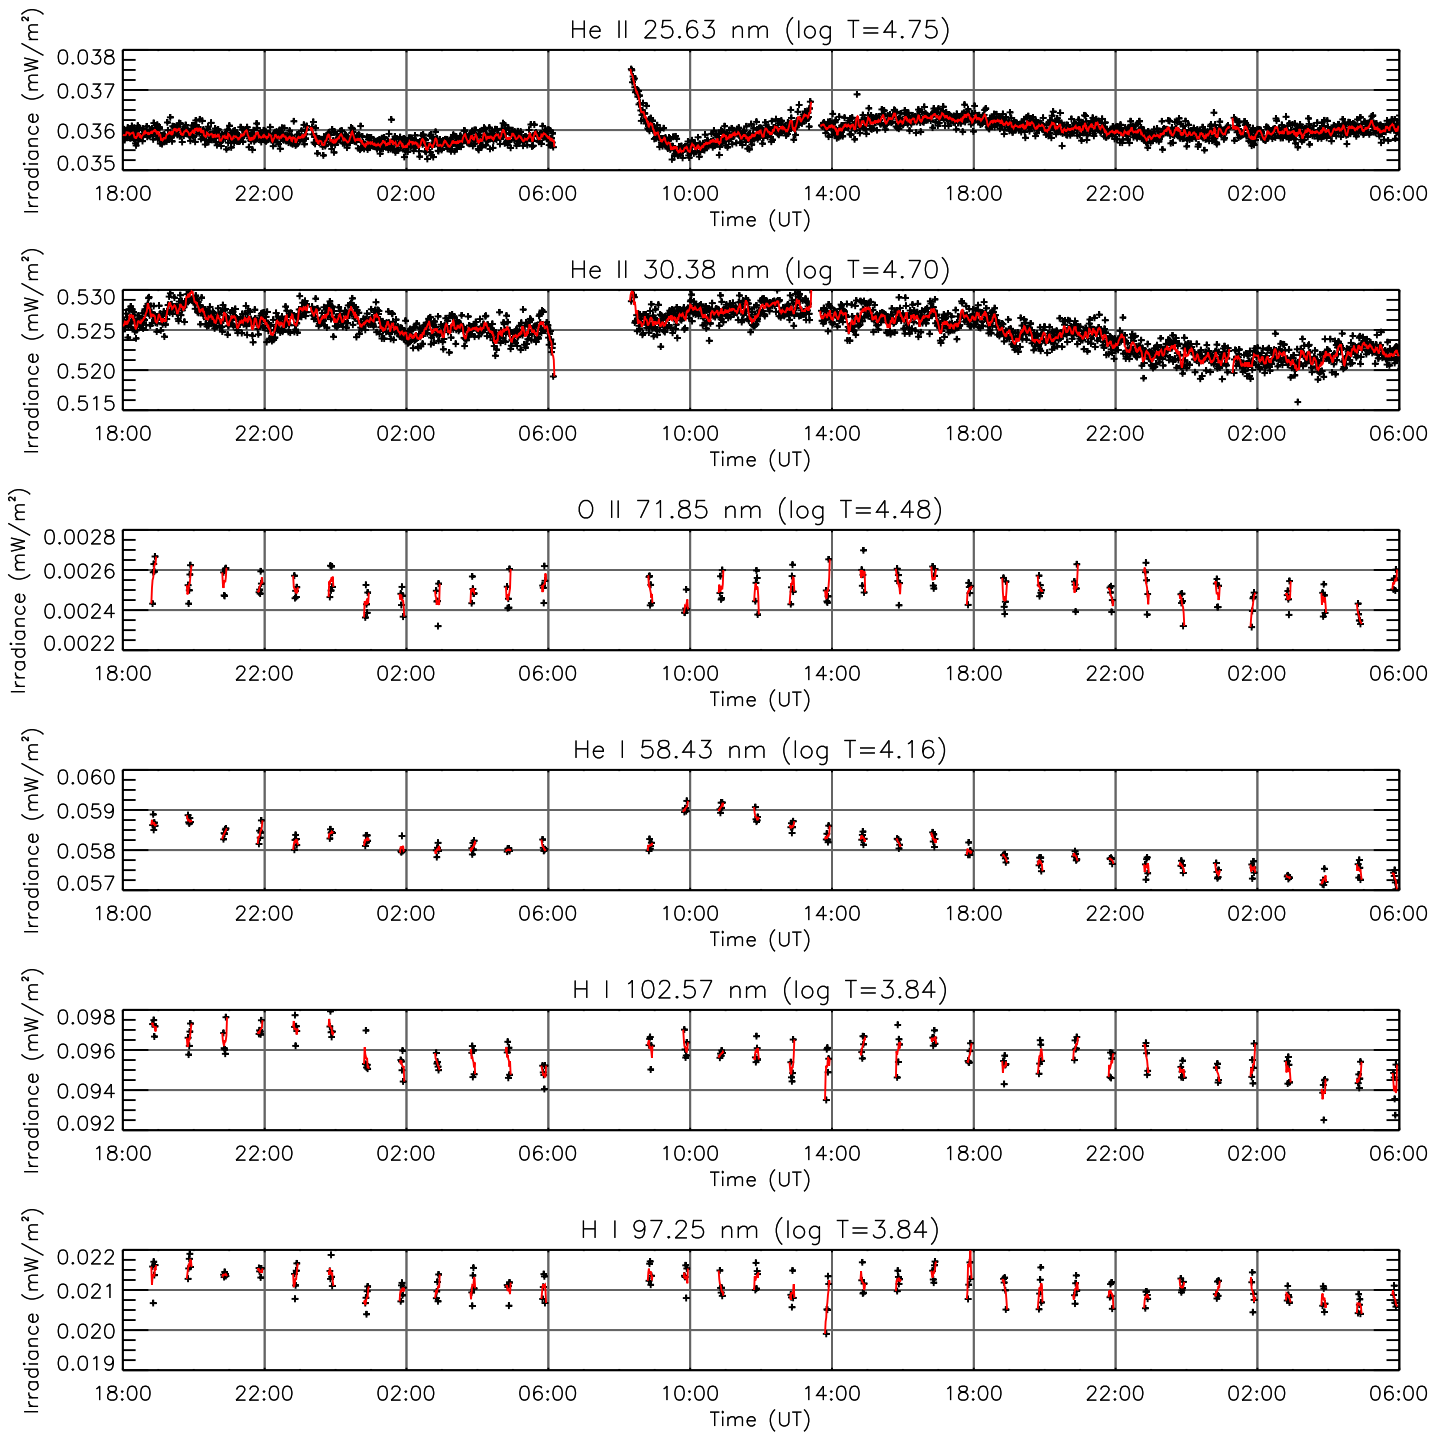 He II 25.63 nm (log T=4.75)
Irradiance (mW/m²)
0.038
0.037
0.036
0.035
18:00 22:00 02:00 06:00 10:00 14:00 18:00 22:00 02:00 06:00
Time (UT)
He II 30.38 nm (log T=4.70)
Irradiance (mW/m²)
0.530
0.525
0.520
0.515
18:00 22:00 02:00 06:00 10:00 14:00 18:00 22:00 02:00 06:00
Time (UT)
O II 71.85 nm (log T=4.48)
Irradiance (mW/m²)
0.0028
0.0026
0.0024
0.0022
18:00 22:00 02:00 06:00 10:00 14:00 18:00 22:00 02:00 06:00
Time (UT)
He I 58.43 nm (log T=4.16)
Irradiance (mW/m²)
0.060
0.059
0.058
0.057
18:00 22:00 02:00 06:00 10:00 14:00 18:00 22:00 02:00 06:00
Time (UT)
H I 102.57 nm (log T=3.84)
Irradiance (mW/m²)
0.098
0.096
0.094
0.092
18:00 22:00 02:00 06:00 10:00 14:00 18:00 22:00 02:00 06:00
Time (UT)
H I 97.25 nm (log T=3.84)
Irradiance (mW/m²)
0.022
0.021
0.020
0.019
18:00 22:00 02:00 06:00 10:00 14:00 18:00 22:00 02:00 06:00
Time (UT)